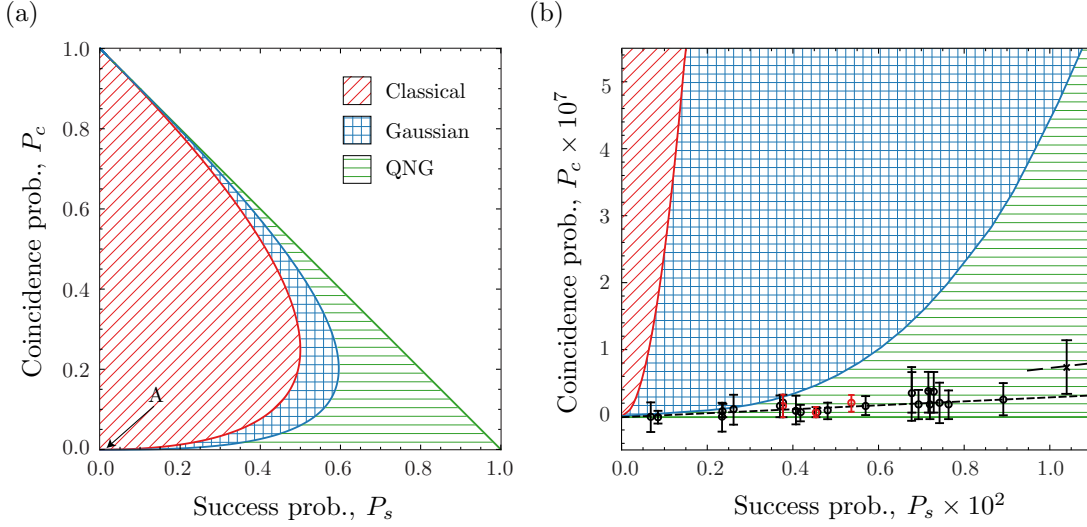 (a)
Coincidence prob., P_c
1.0
0.8
0.6
0.4
0.2
0.0
Classical
Gaussian
QNG
A
0.0 0.2 0.4 0.6 0.8 1.0
Success prob., P_s
(b)
Coincidence prob., P_c × 10^7
5
4
3
2
1
0
0.0 0.2 0.4 0.6 0.8 1.0
Success prob., P_s × 10^2